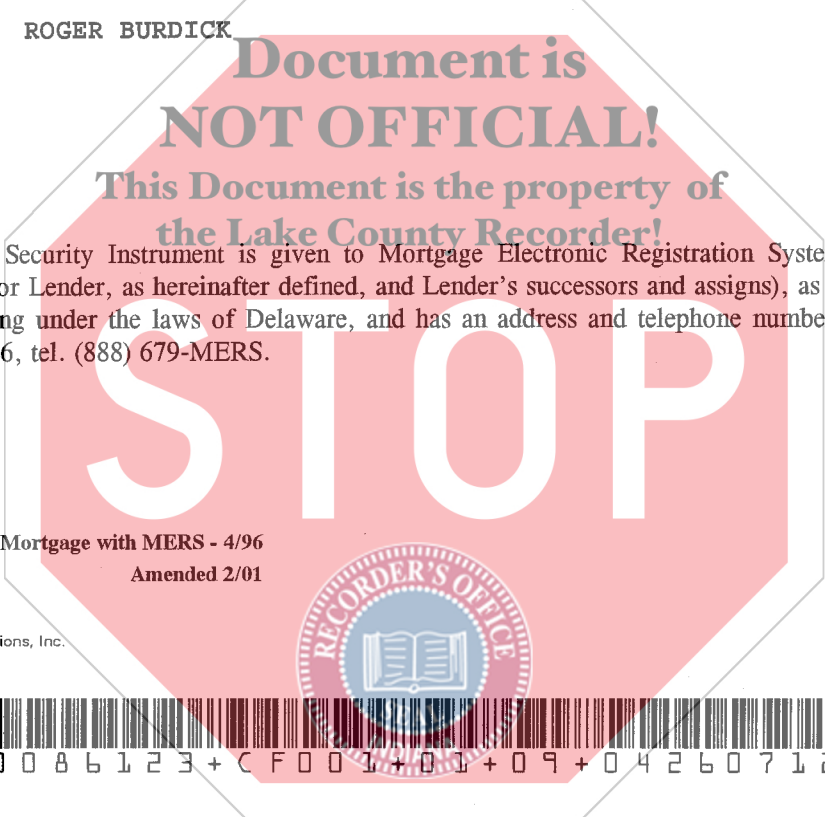 ROGER BURDICK
Document is
NOT OFFICIAL!
This Document is the property of
the Lake County Recorder!
Security Instrument is given to Mortgage Electronic Registration Syste
or Lender, as hereinafter defined, and Lender's successors and assigns), as
ng under the laws of Delaware, and has an address and telephone numbe
6, tel. (888) 679-MERS.
STOP
Mortgage with MERS - 4/96
Amended 2/01
RECORDER'S OFFICE
SEAL
INDIANA
ions, Inc.
0086123+CF001+01+09+0426071